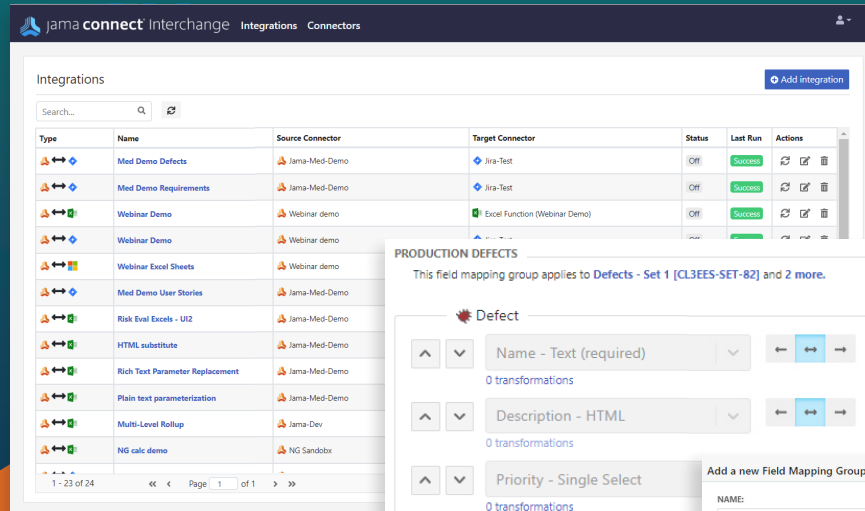 jama connect Interchange Integrations Connectors
Integrations
Add integration
Search...
Type Name Source Connector Target Connector Status Last Run Actions
Med Demo Defects Jama-Med-Demo Jira-Test Off Success
Med Demo Requirements Jama-Med-Demo Jira-Test Off Success
Webinar Demo Webinar demo Excel Function (Webinar Demo) Off Success
Webinar Demo Webinar demo
Webinar Excel Sheets Webinar demo
Med Demo User Stories Jama-Med-Demo
Risk Eval Excels - UI2 Jama-Med-Demo
HTML substitute Jama-Med-Demo
Rich Text Parameter Replacement Jama-Med-Demo
Plain text parameterization Jama-Med-Demo
Multi-Level Rollup Jama-Dev
NG calc demo NG Sandobx
1 - 23 of 24 Page 1 of 1
PRODUCTION DEFECTS
This field mapping group applies to Defects - Set 1 [CL3EES-SET-82] and 2 more.
Defect
Name - Text (required)
0 transformations
Description - HTML
0 transformations
Priority - Single Select
0 transformations
Add a new Field Mapping Group
NAME: